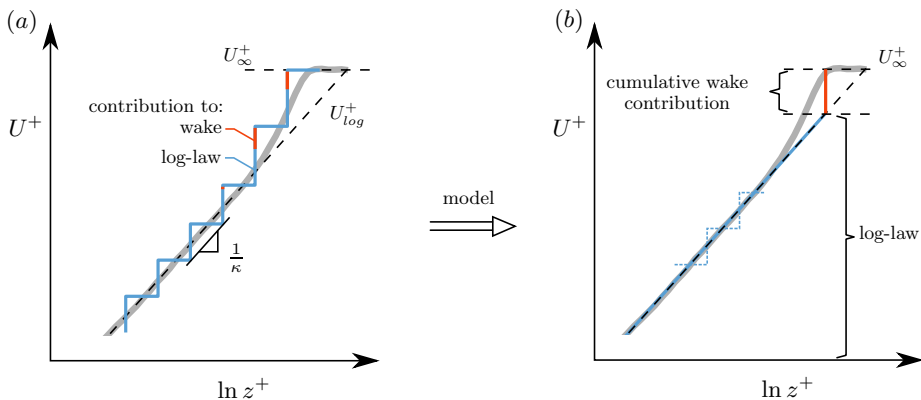 (a)
U⁺
U⁺∞
U⁺log
contribution to:
wake
log-law
1/κ
ln z⁺
model
(b)
U⁺
U⁺∞
cumulative wake
contribution
log-law
ln z⁺